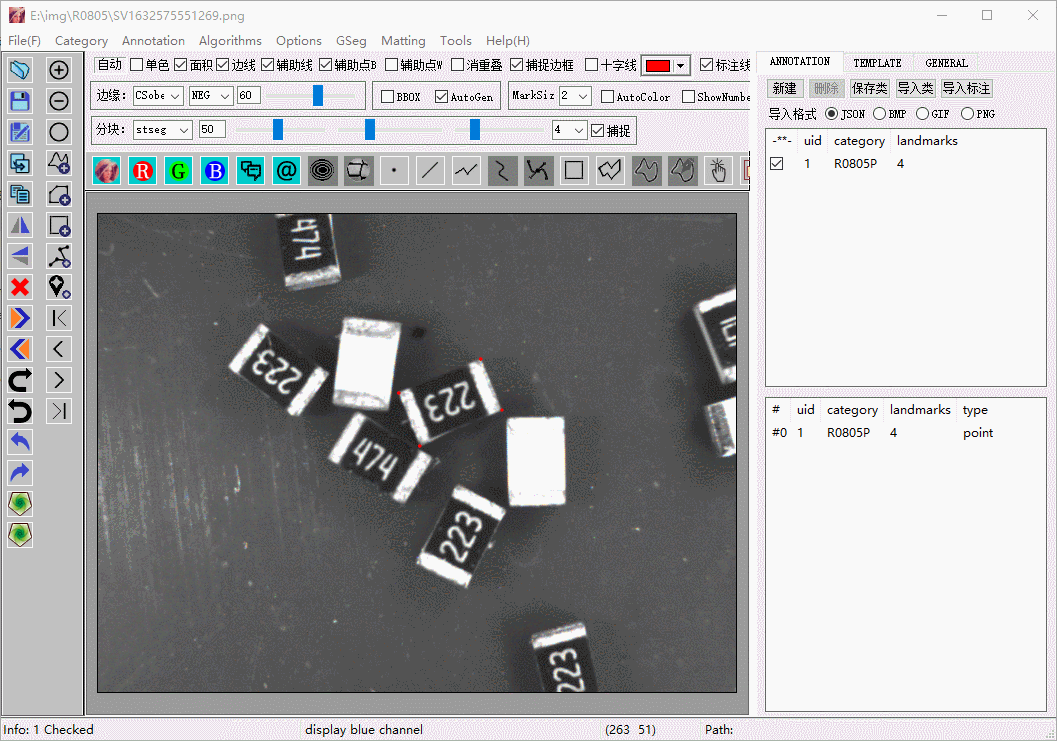 E:\img\R0805\SV1632575551269.png
File(F) Category Annotation Algorithms Options GSeg Matting Tools Help(H)
自动 单色 面积 边线 辅助线 辅助点B 辅助点W 消重叠 捕捉边框 十字线 标注线
边缘: CSobe NEG 60 BBOX AutoGen MarkSiz 2 AutoColor ShowNumbe
分块: stseg 50 4 捕捉
R G B @
474
223
223
474
223
223
ANNOTATION TEMPLATE GENERAL
新建 删除 保存类 导入类 导入标注
导入格式 JSON BMP GIF PNG
-**- uid category landmarks
1 R0805P 4
# uid category landmarks type
#0 1 R0805P 4 point
Info: 1 Checked display blue channel (263 51) Path: